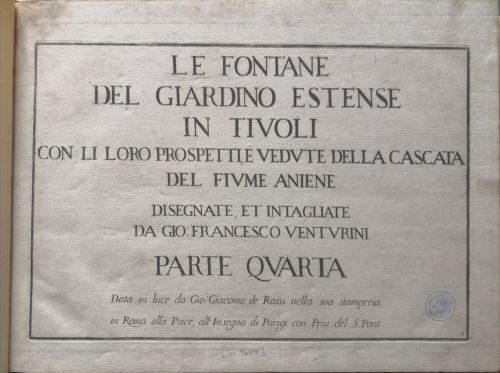 LE FONTANE
DEL GIARDINO ESTENSE
IN TIVOLI
CON LI LORO PROSPETTI, E VEDVTE DELLA CASCATA
DEL FIVME ANIENE
DISEGNATE, ET INTAGLIATE
DA GIO: FRANCESCO VENTVRINI
PARTE QVARTA
Data in luce da Gio: Giacomo de Rossi nella sua stamperia,
in Roma alla Pace, all'Insegna di Parigi con Priu. del S. Pont
1